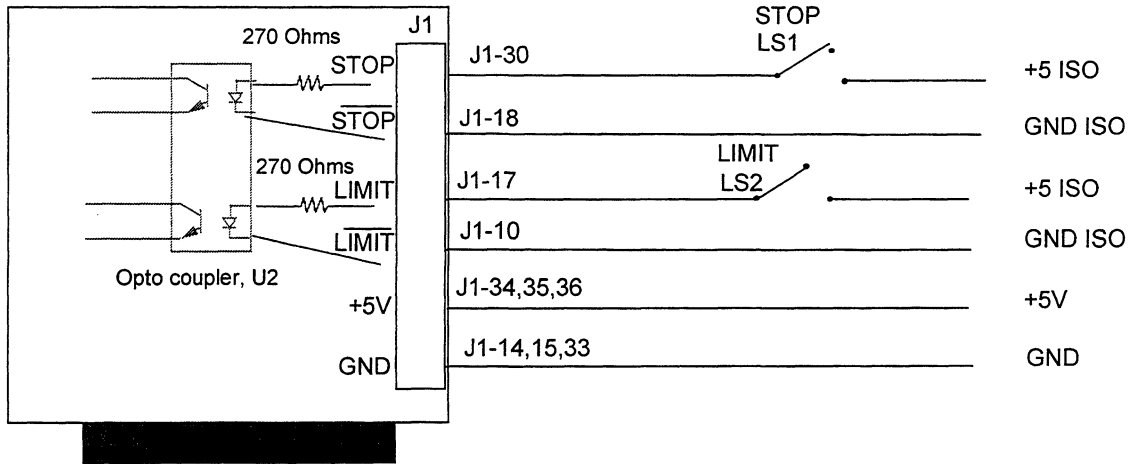 J1
270 Ohms
STOP
STOP
270 Ohms
LIMIT
LIMIT
Opto coupler, U2
+5V
GND
J1-30
J1-18
J1-17
J1-10
J1-34,35,36
J1-14,15,33
STOP
LS1
LIMIT
LS2
+5 ISO
GND ISO
+5 ISO
GND ISO
+5V
GND